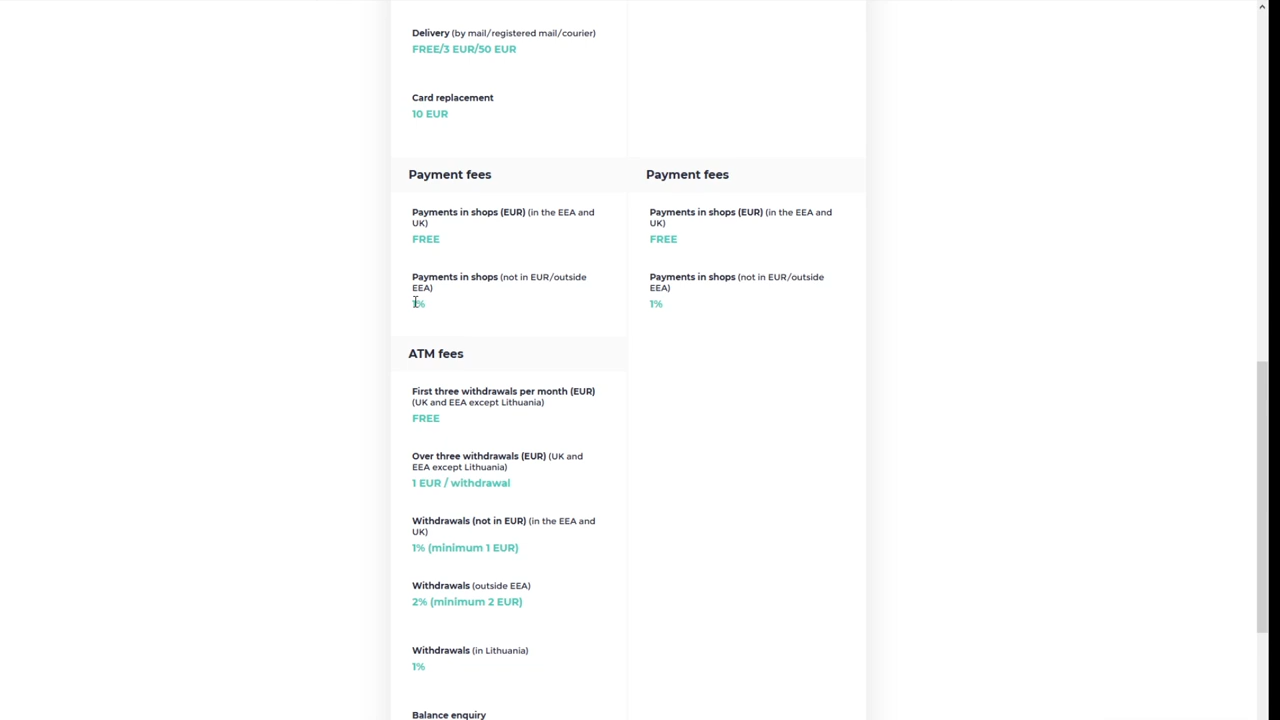 Delivery (by mail/registered mail/courier)
FREE/3 EUR/50 EUR
Card replacement
10 EUR
Payment fees
Payments in shops (EUR) (in the EEA and
UK)
FREE
Payments in shops (not in EUR/outside
EEA)
1%
ATM fees
First three withdrawals per month (EUR)
(UK and EEA except Lithuania)
FREE
Over three withdrawals (EUR) (UK and
EEA except Lithuania)
1 EUR / withdrawal
Withdrawals (not in EUR) (in the EEA and
UK)
1% (minimum 1 EUR)
Withdrawals (outside EEA)
2% (minimum 2 EUR)
Withdrawals (in Lithuania)
1%
Balance enquiry
Payment fees
Payments in shops (EUR) (in the EEA and
UK)
FREE
Payments in shops (not in EUR/outside
EEA)
1%